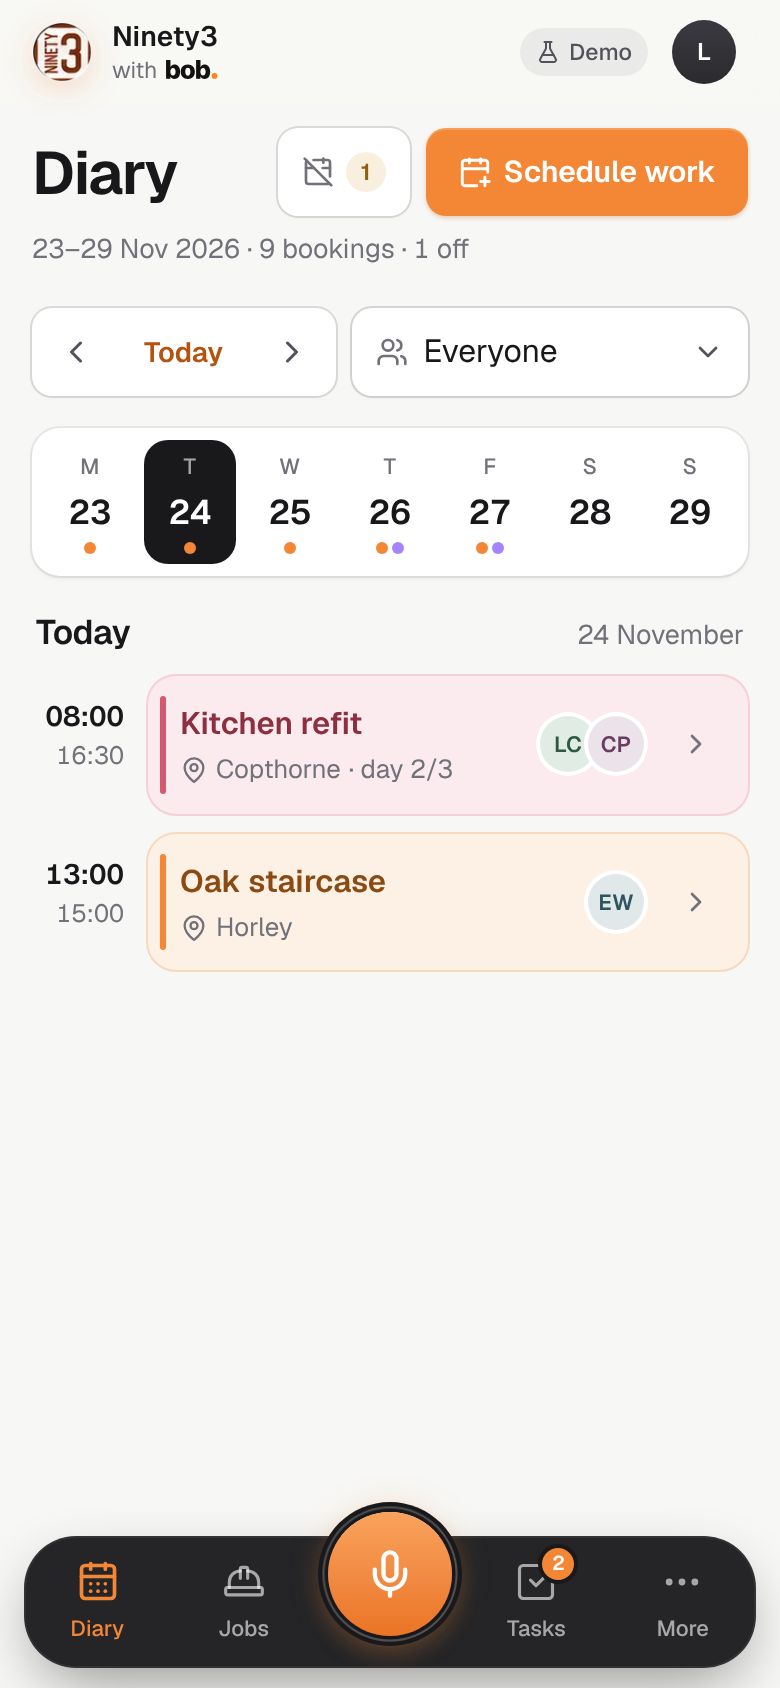 NINETY 3
Ninety3
with bob.
Demo
L
Diary
1
Schedule work
23–29 Nov 2026 · 9 bookings · 1 off
Today
Everyone
M T W T F S S
23 24 25 26 27 28 29
Today
24 November
08:00
16:30
Kitchen refit
Copthorne · day 2/3
LC CP
13:00
15:00
Oak staircase
Horley
EW
2
Diary Jobs Tasks More